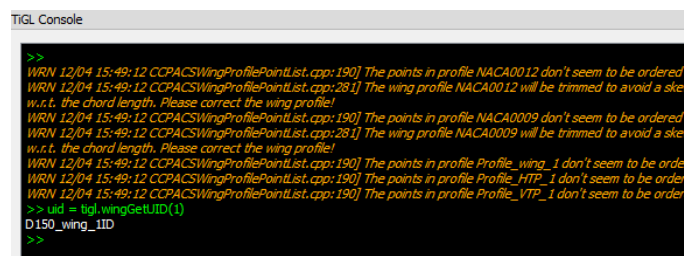 TiGL Console
>>
WRN 12/04 15:49:12 CCPACSWingProfilePointList.cpp:190] The points in profile NACA0012 don't seem to be ordered
WRN 12/04 15:49:12 CCPACSWingProfilePointList.cpp:281] The wing profile NACA0012 will be trimmed to avoid a ske
w.r.t. the chord length. Please correct the wing profile!
WRN 12/04 15:49:12 CCPACSWingProfilePointList.cpp:190] The points in profile NACA0009 don't seem to be ordered
WRN 12/04 15:49:12 CCPACSWingProfilePointList.cpp:281] The wing profile NACA0009 will be trimmed to avoid a ske
w.r.t. the chord length. Please correct the wing profile!
WRN 12/04 15:49:12 CCPACSWingProfilePointList.cpp:190] The points in profile Profile_wing_1 don't seem to be orde
WRN 12/04 15:49:12 CCPACSWingProfilePointList.cpp:190] The points in profile Profile_HTP_1 don't seem to be order
WRN 12/04 15:49:12 CCPACSWingProfilePointList.cpp:190] The points in profile Profile_VTP_1 don't seem to be order
>> uid = tigl.wingGetUID(1)
D150_wing_1ID
>>